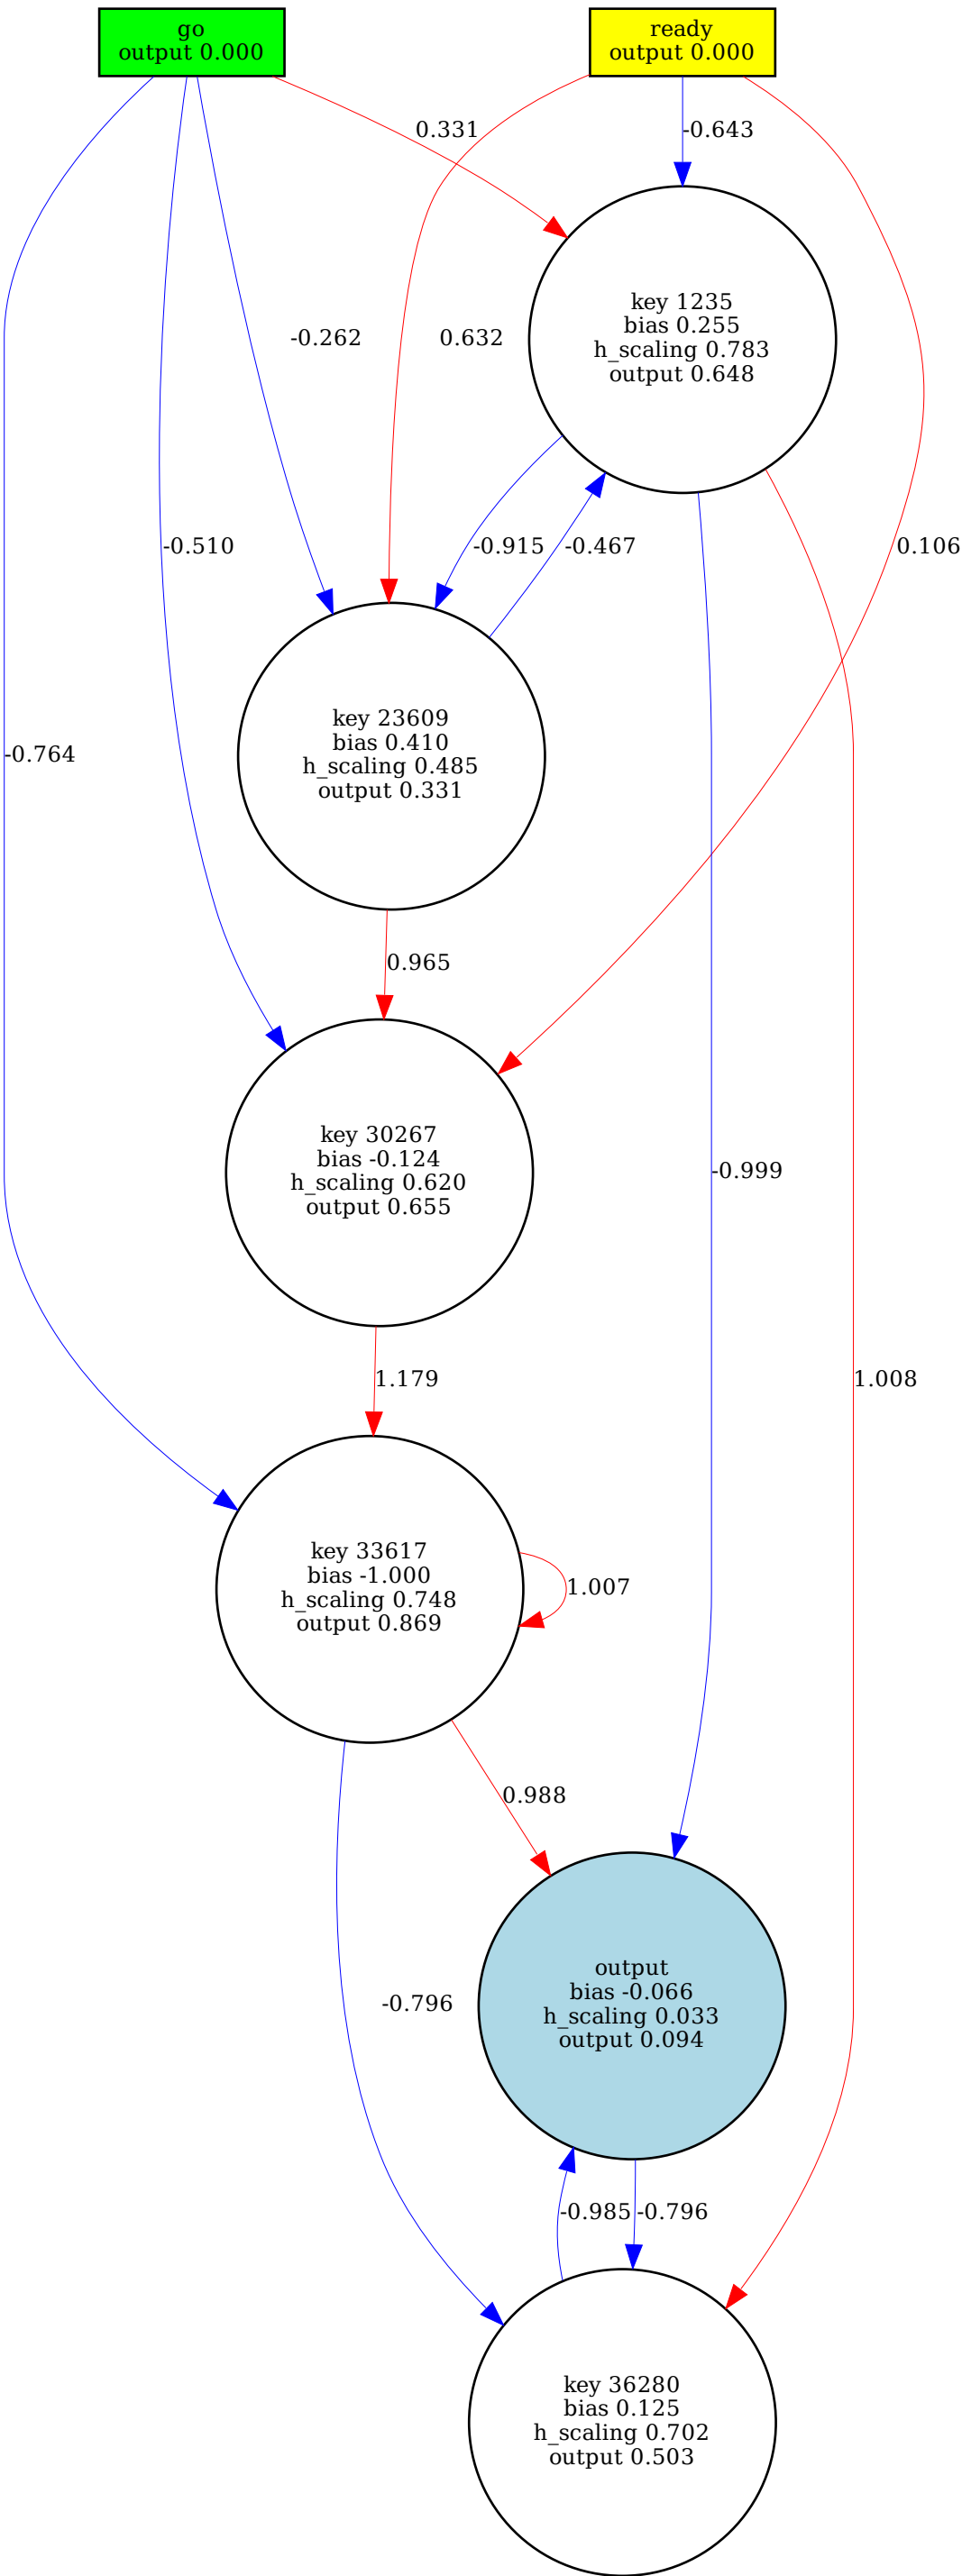 go
output 0.000
ready
output 0.000
0.331
-0.643
key 1235
bias 0.255
h_scaling 0.783
output 0.648
-0.262
0.632
-0.510
-0.915
-0.467
0.106
key 23609
bias 0.410
h_scaling 0.485
output 0.331
-0.764
0.965
key 30267
bias -0.124
h_scaling 0.620
output 0.655
-0.999
1.179
1.008
key 33617
bias -1.000
h_scaling 0.748
output 0.869
1.007
0.988
output
bias -0.066
h_scaling 0.033
output 0.094
-0.796
-0.985
-0.796
key 36280
bias 0.125
h_scaling 0.702
output 0.503